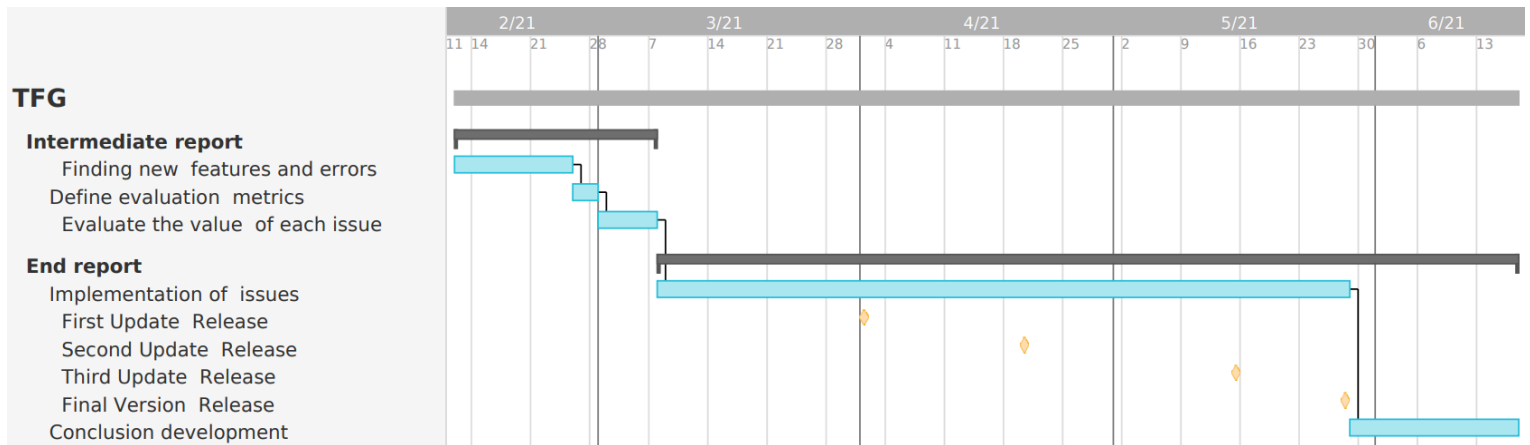 2/21 3/21 4/21 5/21 6/21
11 14 21 28 7 14 21 28 4 11 18 25 2 9 16 23 30 6 13
TFG
Intermediate report
Finding new features and errors
Define evaluation metrics
Evaluate the value of each issue
End report
Implementation of issues
First Update Release
Second Update Release
Third Update Release
Final Version Release
Conclusion development